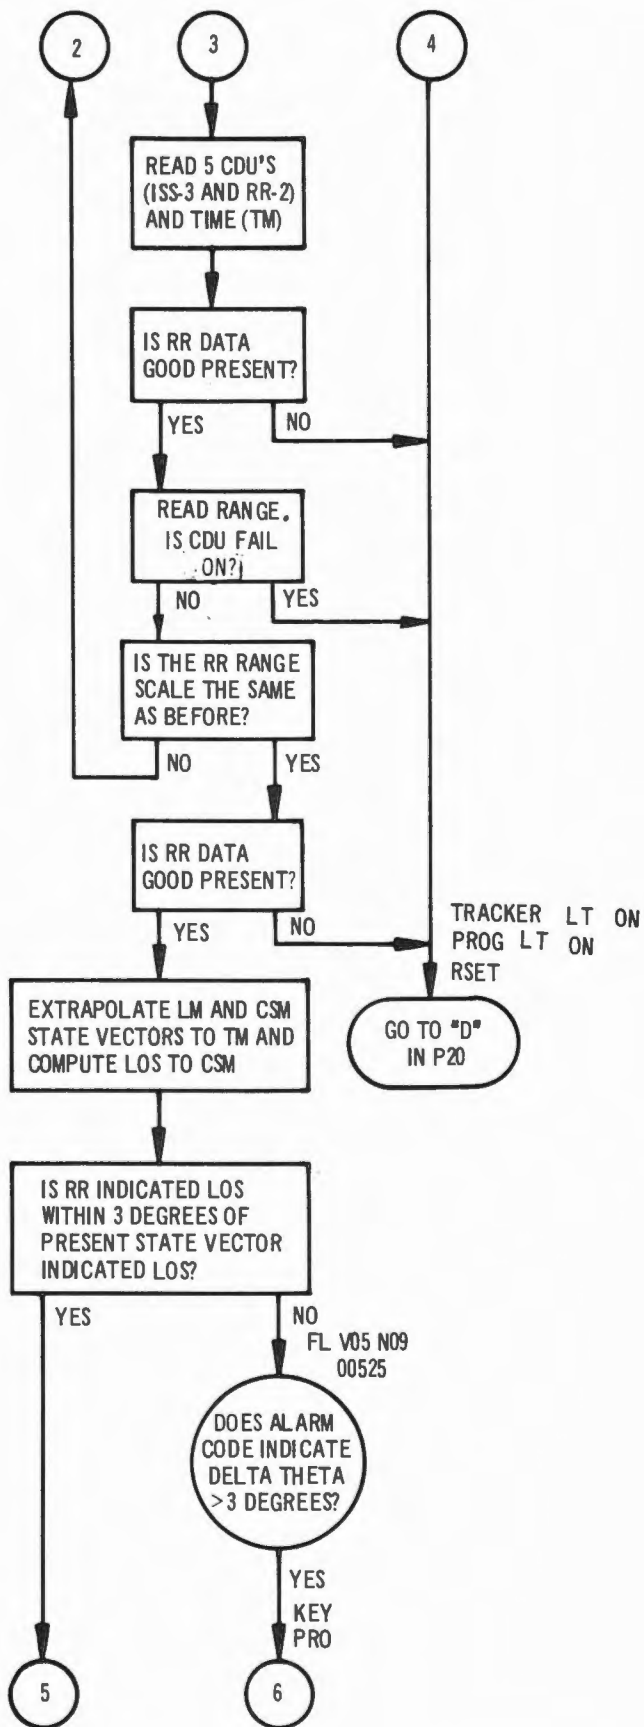 2
3
4
READ 5 CDU'S
(ISS-3 AND RR-2)
AND TIME (TM)
IS RR DATA
GOOD PRESENT?
YES
NO
READ RANGE.
IS CDU FAIL
ON?
NO
YES
IS THE RR RANGE
SCALE THE SAME
AS BEFORE?
NO
YES
IS RR DATA
GOOD PRESENT?
YES
NO
TRACKER LT ON
PROG LT ON
RSET
EXTRAPOLATE LM AND CSM
STATE VECTORS TO TM AND
COMPUTE LOS TO CSM
GO TO "D"
IN P20
IS RR INDICATED LOS
WITHIN 3 DEGREES OF
PRESENT STATE VECTOR
INDICATED LOS?
YES
NO
FL V05 N09
00525
DOES ALARM
CODE INDICATE
DELTA THETA
>3 DEGREES?
YES
KEY
PRO
5
6